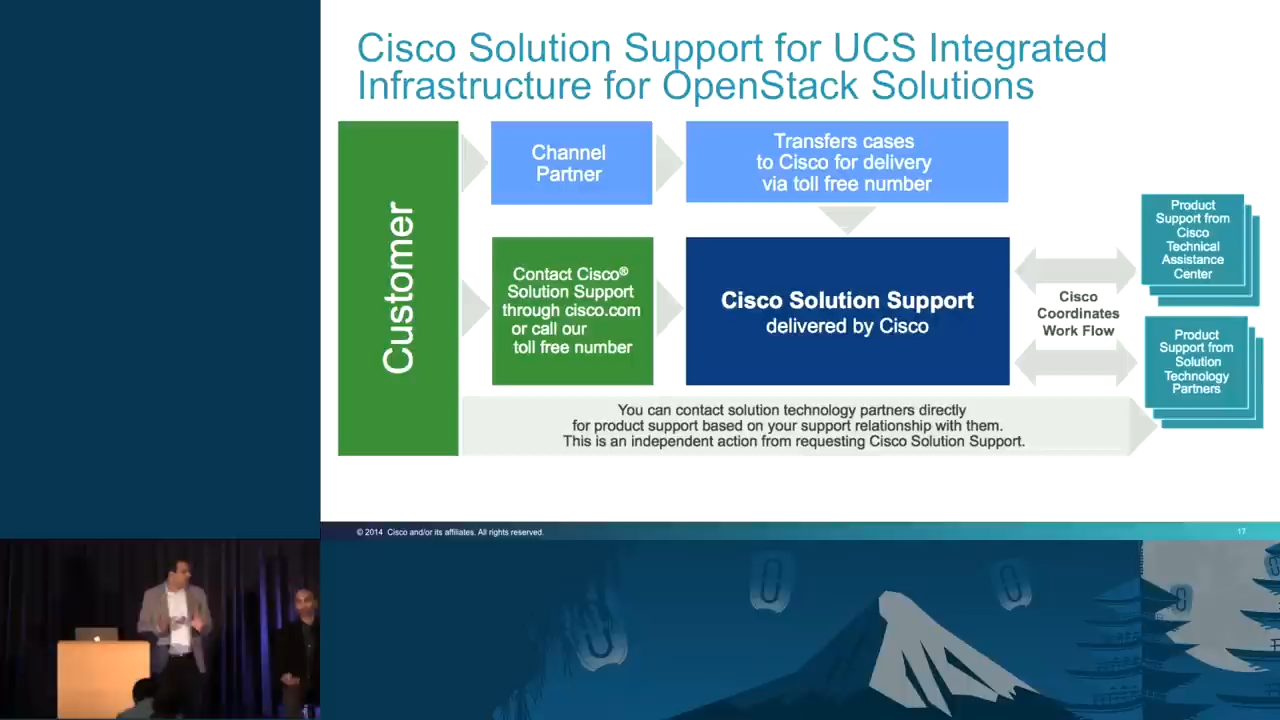 Cisco Solution Support for UCS Integrated
Infrastructure for OpenStack Solutions
Customer
Channel
Partner
Transfers cases
to Cisco for delivery
via toll free number
Contact Cisco®
Solution Support
through cisco.com
or call our
toll free number
Cisco Solution Support
delivered by Cisco
Cisco
Coordinates
Work Flow
Product
Support from
Cisco
Technical
Assistance
Center
Product
Support from
Solution
Technology
Partners
You can contact solution technology partners directly
for product support based on your support relationship with them.
This is an independent action from requesting Cisco Solution Support.
© 2014 Cisco and/or its affiliates. All rights reserved.
17